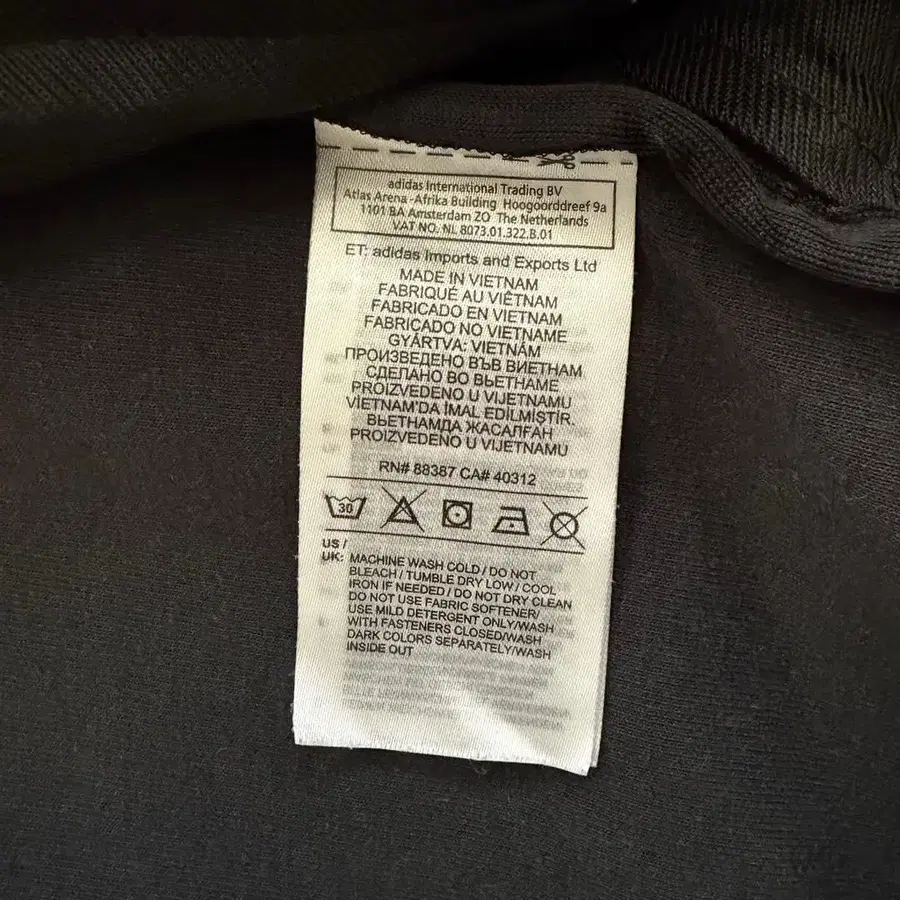 adidas International Trading BV
Atlas Arena -Afrika Building Hoogoorddreef 9a
1101 BA Amsterdam ZO The Netherlands
VAT NO. NL 8073.01.322.B.01
ET: adidas Imports and Exports Ltd
MADE IN VIETNAM
FABRIQUÉ AU VIÊTNAM
FABRICADO EN VIETNAM
FABRICADO NO VIETNAME
GYÁRTVA: VIETNÁM
ПРОИЗВЕДЕНО ВЪВ ВИЕТНАМ
СДЕЛАНО ВО ВЬЕТНАМЕ
PROIZVEDENO U VIJETNAMU
VİETNAM'DA İMAL EDİLMİŞTİR.
ВЬЕТНАМДА ЖАСАЛҒАН
PROIZVEDENO U VIJETNAMU
RN# 88387 CA# 40312
30
US /
UK: MACHINE WASH COLD / DO NOT
BLEACH / TUMBLE DRY LOW / COOL
IRON IF NEEDED / DO NOT DRY CLEAN
DO NOT USE FABRIC SOFTENER/
USE MILD DETERGENT ONLY/WASH
WITH FASTENERS CLOSED/WASH
DARK COLORS SEPARATELY/WASH
INSIDE OUT